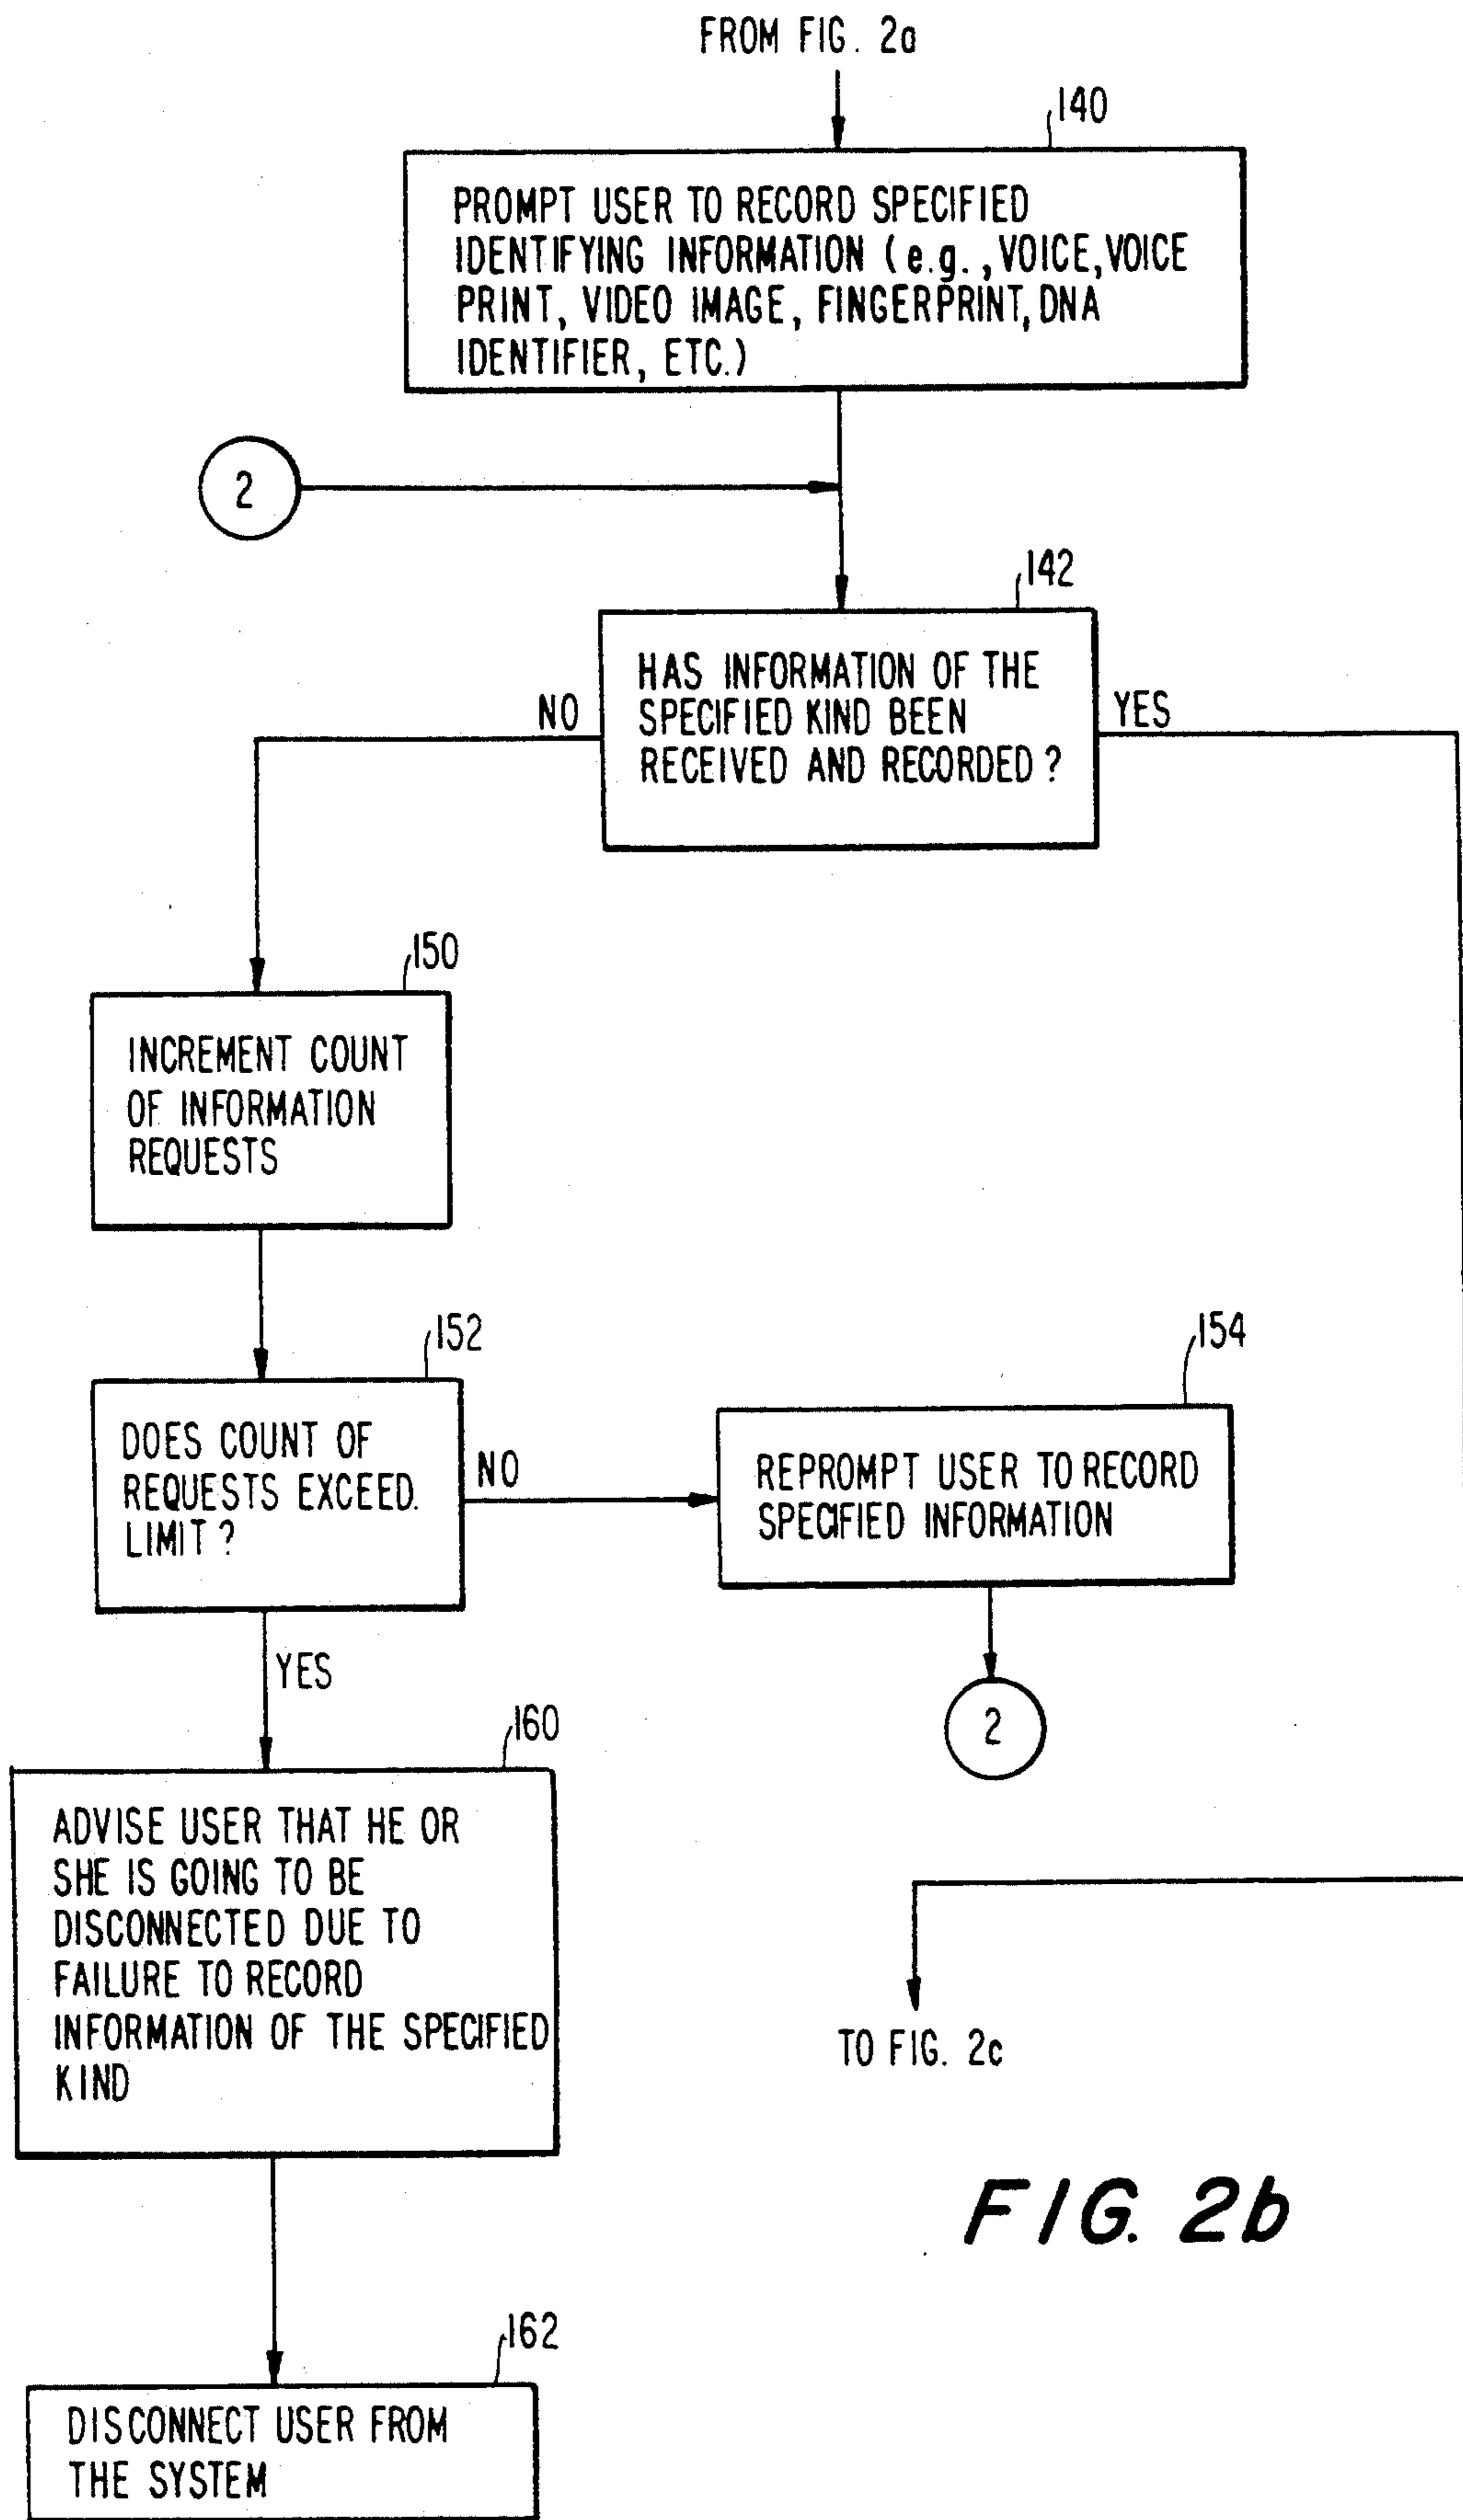 FROM FIG. 2a
140
PROMPT USER TO RECORD SPECIFIED
IDENTIFYING INFORMATION (e.g., VOICE, VOICE
PRINT, VIDEO IMAGE, FINGERPRINT, DNA
IDENTIFIER, ETC.)
2
142
HAS INFORMATION OF THE
SPECIFIED KIND BEEN
RECEIVED AND RECORDED ?
NO
YES
150
INCREMENT COUNT
OF INFORMATION
REQUESTS
152
DOES COUNT OF
REQUESTS EXCEED.
LIMIT ?
NO
154
REPROMPT USER TO RECORD
SPECIFIED INFORMATION
YES
2
160
ADVISE USER THAT HE OR
SHE IS GOING TO BE
DISCONNECTED DUE TO
FAILURE TO RECORD
INFORMATION OF THE SPECIFIED
KIND
TO FIG. 2c
FIG. 2b
162
DISCONNECT USER FROM
THE SYSTEM